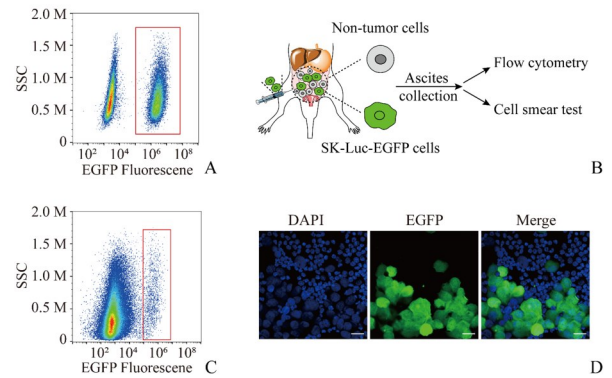 2.0 M
1.5 M
1.0 M
0.5 M
0
SSC
10² 10⁴ 10⁶ 10⁸
EGFP Fluorescene
A
Non-tumor cells
Ascites
collection
Flow cytometry
Cell smear test
SK-Luc-EGFP cells
B
2.0 M
1.5 M
1.0 M
0.5 M
0
SSC
10² 10⁴ 10⁶ 10⁸
EGFP Fluorescene
C
DAPI EGFP Merge
D